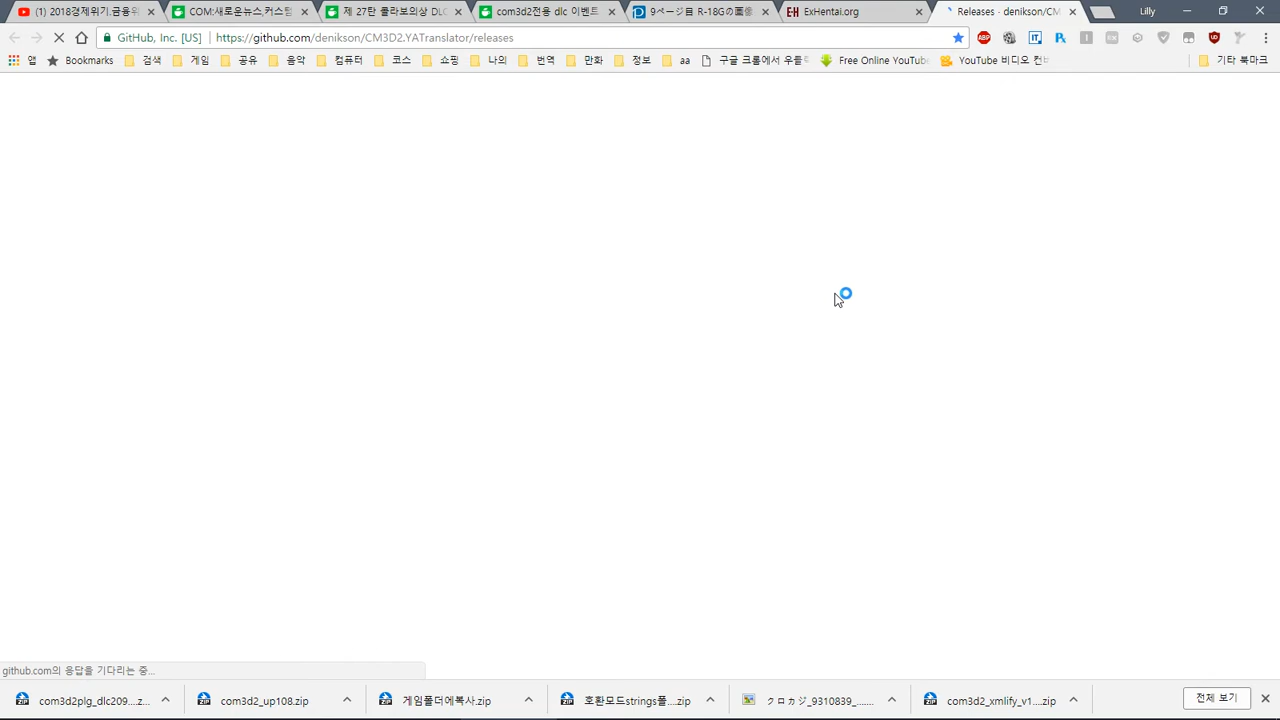 (1) 2018경제위기,금융위
COM:새로운뉴스,커스텀
제 27탄 콜라보의상 DLC
com3d2전용 dlc 이벤트
9ページ目 R-18の画像
ExHentai.org
Releases - denikson/CM
Lilly
GitHub, Inc. [US]
https://github.com/denikson/CM3D2.YATranslator/releases
앱
Bookmarks
검색
게임
공유
음악
컴퓨터
코스
쇼핑
나의
번역
만화
정보
aa
구글 크롬에서 우클릭
Free Online YouTube
YouTube 비디오 컨버
기타 북마크
github.com의 응답을 기다리는 중...
com3d2plg_dlc209....z...
com3d2_up108.zip
게임폴더에복사.zip
호환모드strings폴....zip
クロカジ_9310839_.......
com3d2_xmlify_v1....zip
전체 보기